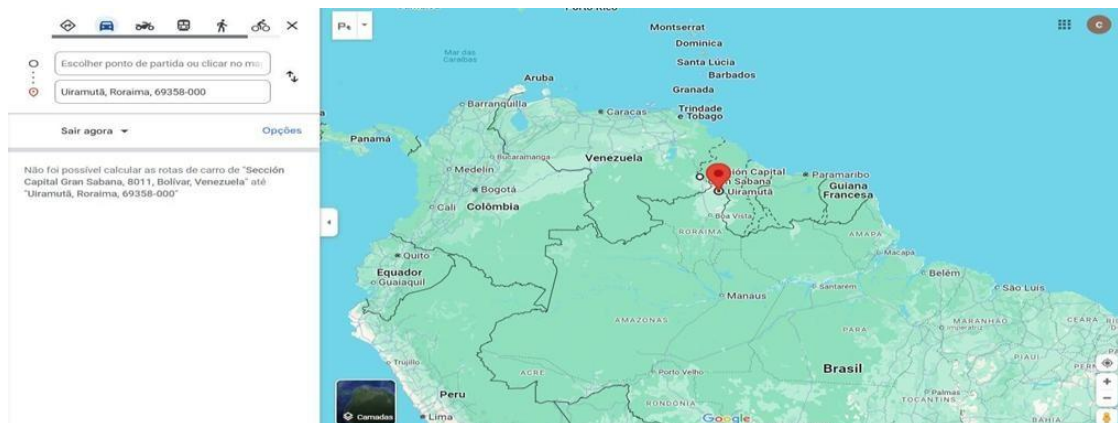 Escolher ponto de partida ou clicar no ma
Uiramutã, Roraima, 69358-000
Sair agora
Opções
Não foi possível calcular as rotas de carro de "Sección
Capital Gran Sabana, 8011, Bolívar, Venezuela" até
"Uiramutã, Roraima, 69358-000"
Montserrat
Dominica
Mar das
Caraíbas
Santa Lúcia
Barbados
Aruba
Granada
Barranquilla
Caracas
Trindade
e Tobago
Panamá
Bucaramanga
Venezuela
Medellín
Capital
Sabana
Paramaribo
Bogotá
Uiramutã
Guiana
Francesa
Cali
Colômbia
Boa Vista
RORAIMA
AMAPÁ
Quito
Macapá
Equador
Belém
Guaiaquil
São Luís
Santarém
Manaus
AMAZONAS
MARANHÃO
CEARÁ
PARÁ
Imperatriz
Trujillo
PIAUÍ
ACRE
Porto Velho
Brasil
Camadas
Peru
Palmas
TOCANTINS
RONDÔNIA
Lima
Google
BAHIA
C